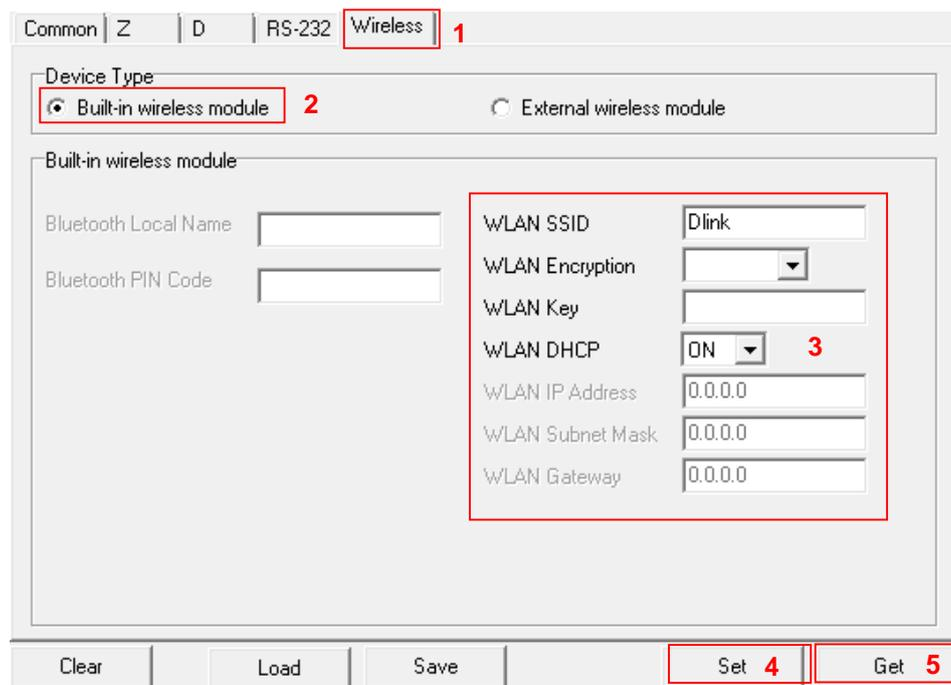 Common Z D RS-232 Wireless 1
Device Type
Built-in wireless module 2 External wireless module
Built-in wireless module
Bluetooth Local Name
Bluetooth PIN Code
WLAN SSID Dlink
WLAN Encryption
WLAN Key
WLAN DHCP ON 3
WLAN IP Address 0.0.0.0
WLAN Subnet Mask 0.0.0.0
WLAN Gateway 0.0.0.0
Clear Load Save Set 4 Get 5